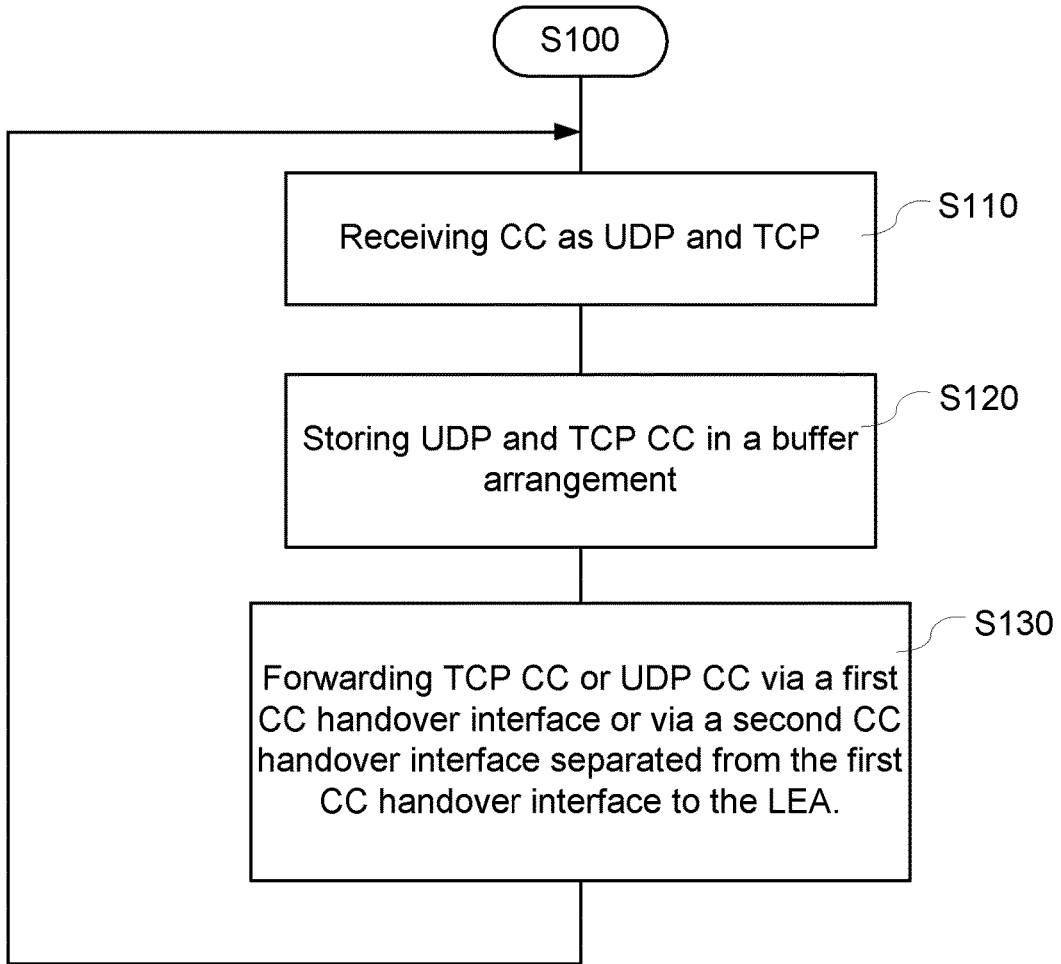 S100
Receiving CC as UDP and TCP
S110
Storing UDP and TCP CC in a buffer
arrangement
S120
Forwarding TCP CC or UDP CC via a first
CC handover interface or via a second CC
handover interface separated from the first
CC handover interface to the LEA.
S130